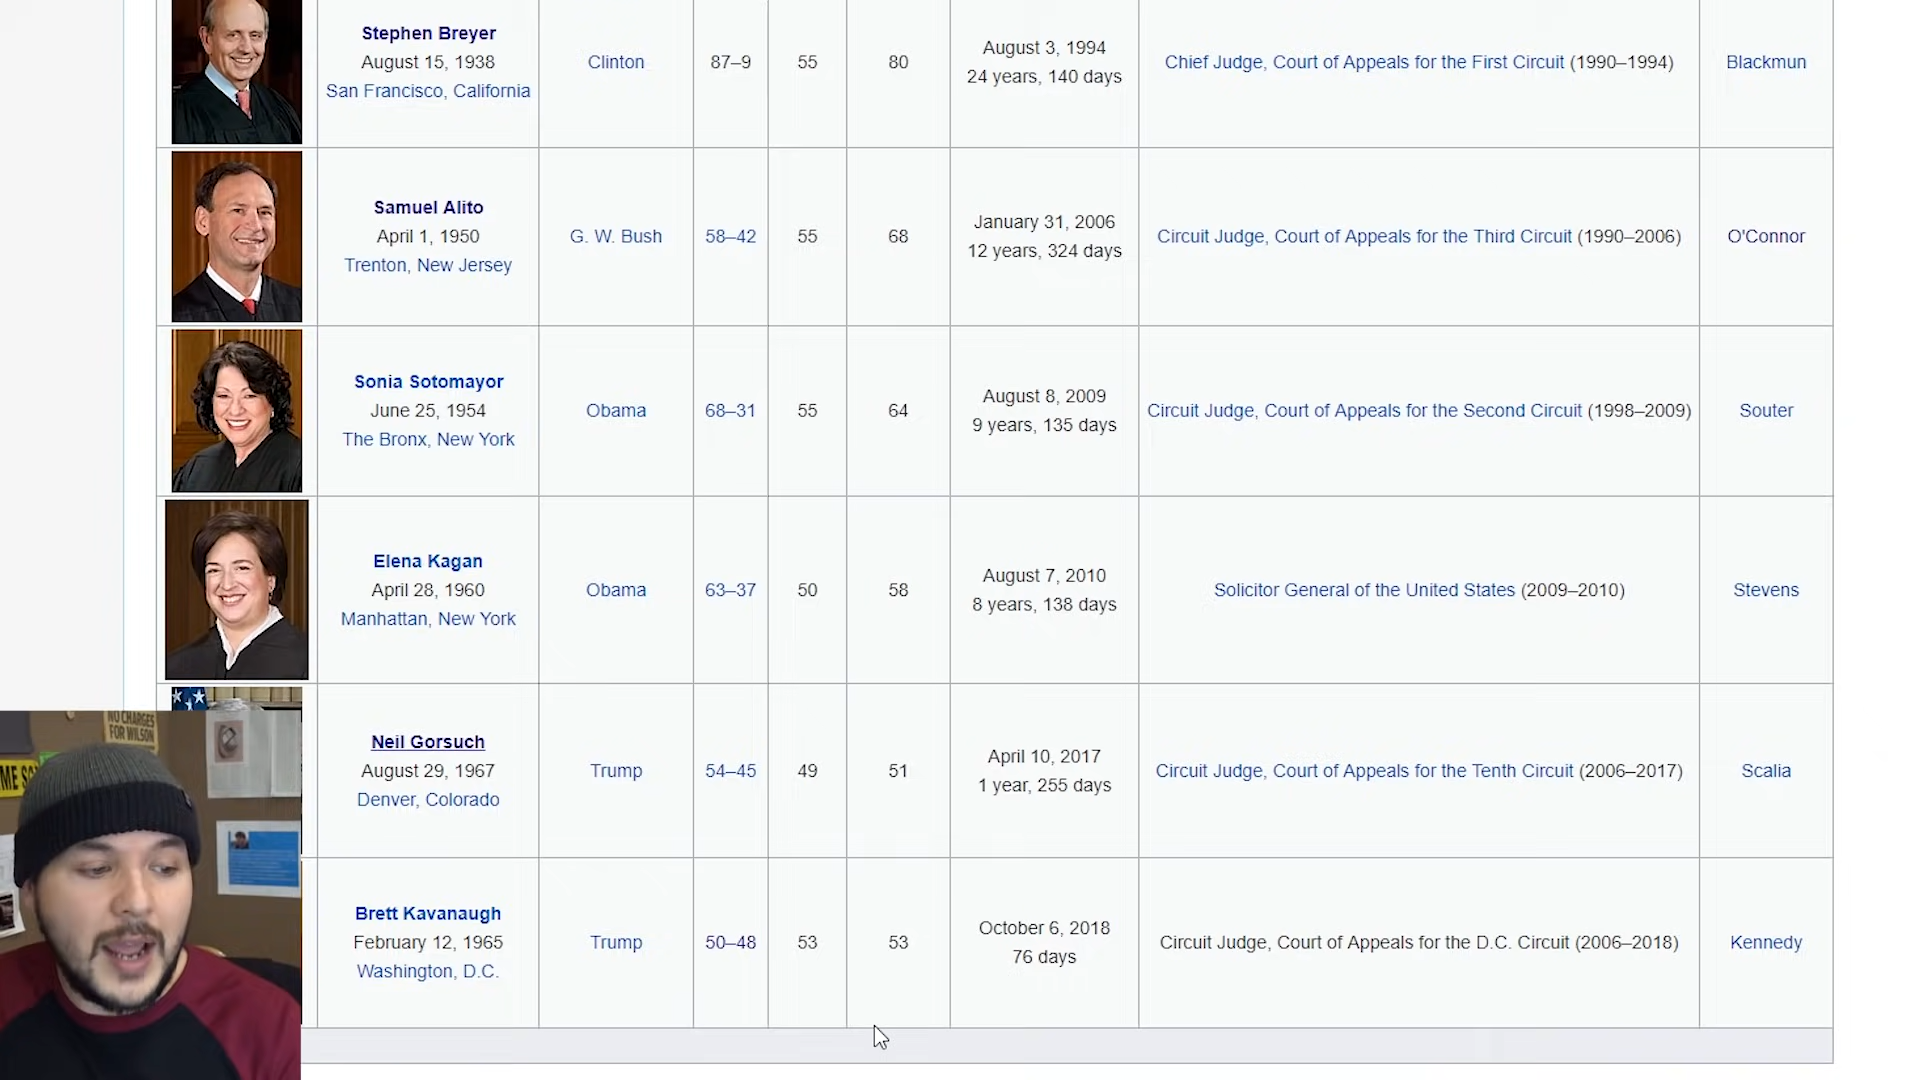 Stephen Breyer
August 15, 1938
San Francisco, California
Clinton
87–9
55
80
August 3, 1994
24 years, 140 days
Chief Judge, Court of Appeals for the First Circuit (1990–1994)
Blackmun
Samuel Alito
April 1, 1950
Trenton, New Jersey
G. W. Bush
58–42
55
68
January 31, 2006
12 years, 324 days
Circuit Judge, Court of Appeals for the Third Circuit (1990–2006)
O'Connor
Sonia Sotomayor
June 25, 1954
The Bronx, New York
Obama
68–31
55
64
August 8, 2009
9 years, 135 days
Circuit Judge, Court of Appeals for the Second Circuit (1998–2009)
Souter
Elena Kagan
April 28, 1960
Manhattan, New York
Obama
63–37
50
58
August 7, 2010
8 years, 138 days
Solicitor General of the United States (2009–2010)
Stevens
Neil Gorsuch
August 29, 1967
Denver, Colorado
Trump
54–45
49
51
April 10, 2017
1 year, 255 days
Circuit Judge, Court of Appeals for the Tenth Circuit (2006–2017)
Scalia
Brett Kavanaugh
February 12, 1965
Washington, D.C.
Trump
50–48
53
53
October 6, 2018
76 days
Circuit Judge, Court of Appeals for the D.C. Circuit (2006–2018)
Kennedy
NO CHARGES
FOR WILSON